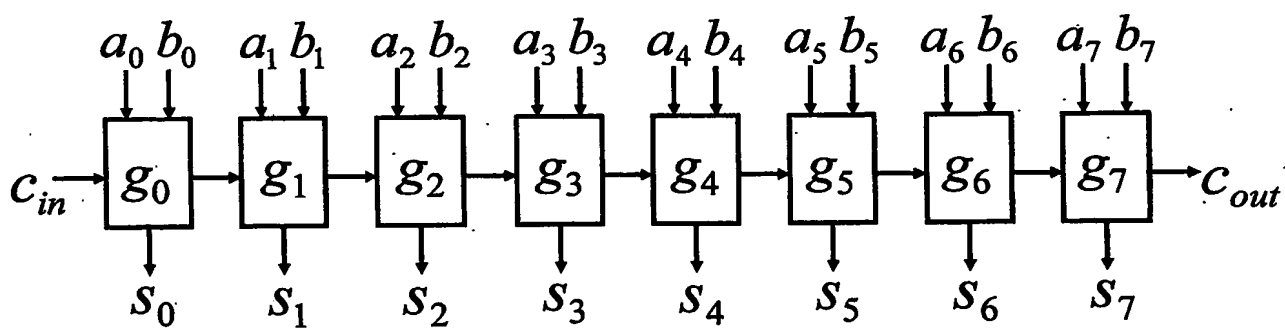 a0 b0 a1 b1 a2 b2 a3 b3 a4 b4 a5 b5 a6 b6 a7 b7
cin g0 g1 g2 g3 g4 g5 g6 g7 cout
s0 s1 s2 s3 s4 s5 s6 s7